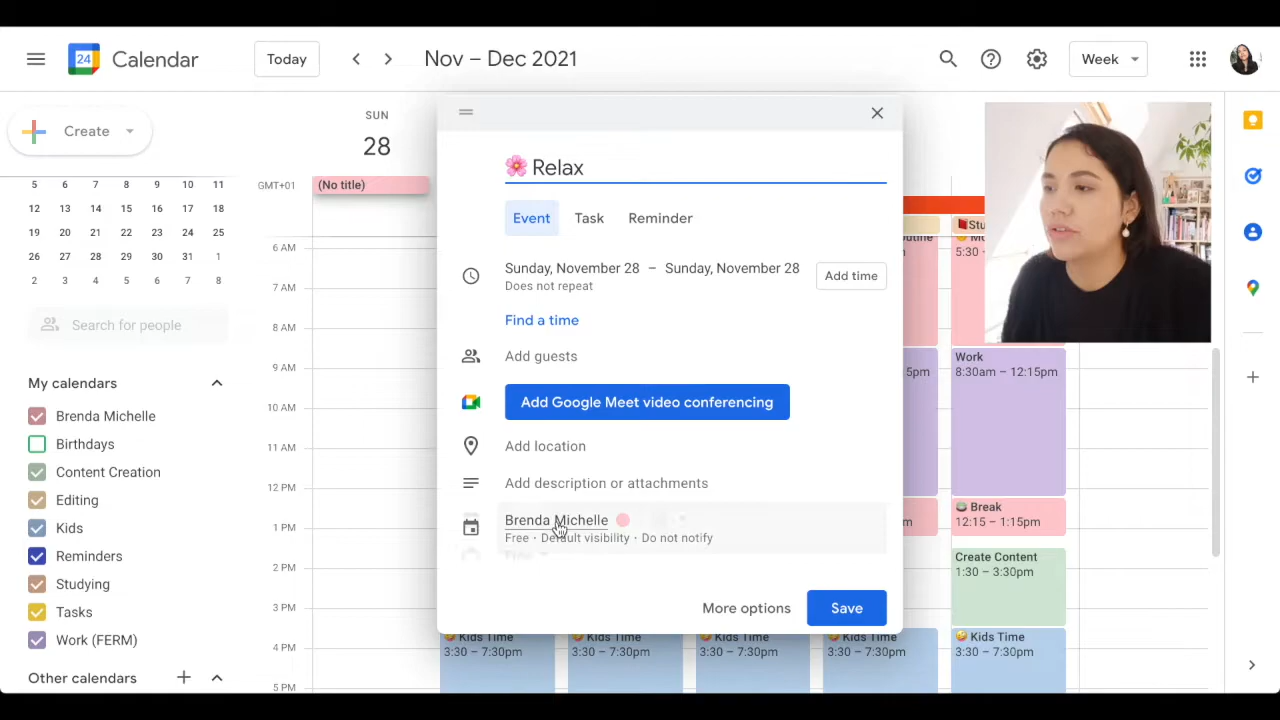 24
Calendar
Today
Nov – Dec 2021
Week
Create
5 6 7 8 9 10 11
12 13 14 15 16 17 18
19 20 21 22 23 24 25
26 27 28 29 30 31 1
2 3 4 5 6 7 8
Search for people
My calendars
Brenda Michelle
Birthdays
Content Creation
Editing
Kids
Reminders
Studying
Tasks
Work (FERM)
Other calendars
SUN
28
GMT+01
(No title)
6 AM
7 AM
8 AM
9 AM
10 AM
11 AM
12 PM
1 PM
2 PM
3 PM
4 PM
5 PM
🌸 Relax
Event Task Reminder
Sunday, November 28 – Sunday, November 28
Does not repeat
Add time
Find a time
Add guests
Add Google Meet video conferencing
Add location
Add description or attachments
Brenda Michelle
Free · Default visibility · Do not notify
More options
Save
5pm
5:30 –
Work
8:30am – 12:15pm
Break
12:15 – 1:15pm
Create Content
1:30 – 3:30pm
Kids Time
3:30 – 7:30pm
Kids Time
3:30 – 7:30pm
Kids Time
3:30 – 7:30pm
Kids Time
3:30 – 7:30pm
Kids Time
3:30 – 7:30pm